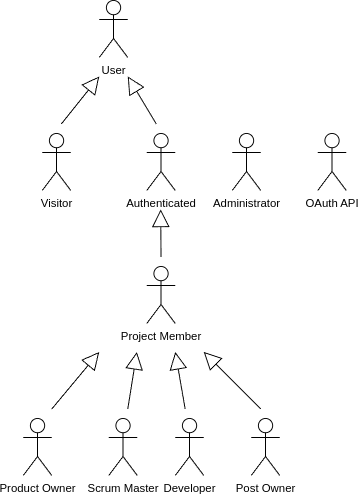 User
Visitor
Authenticated
Administrator
OAuth API
Project Member
Product Owner
Scrum Master
Developer
Post Owner